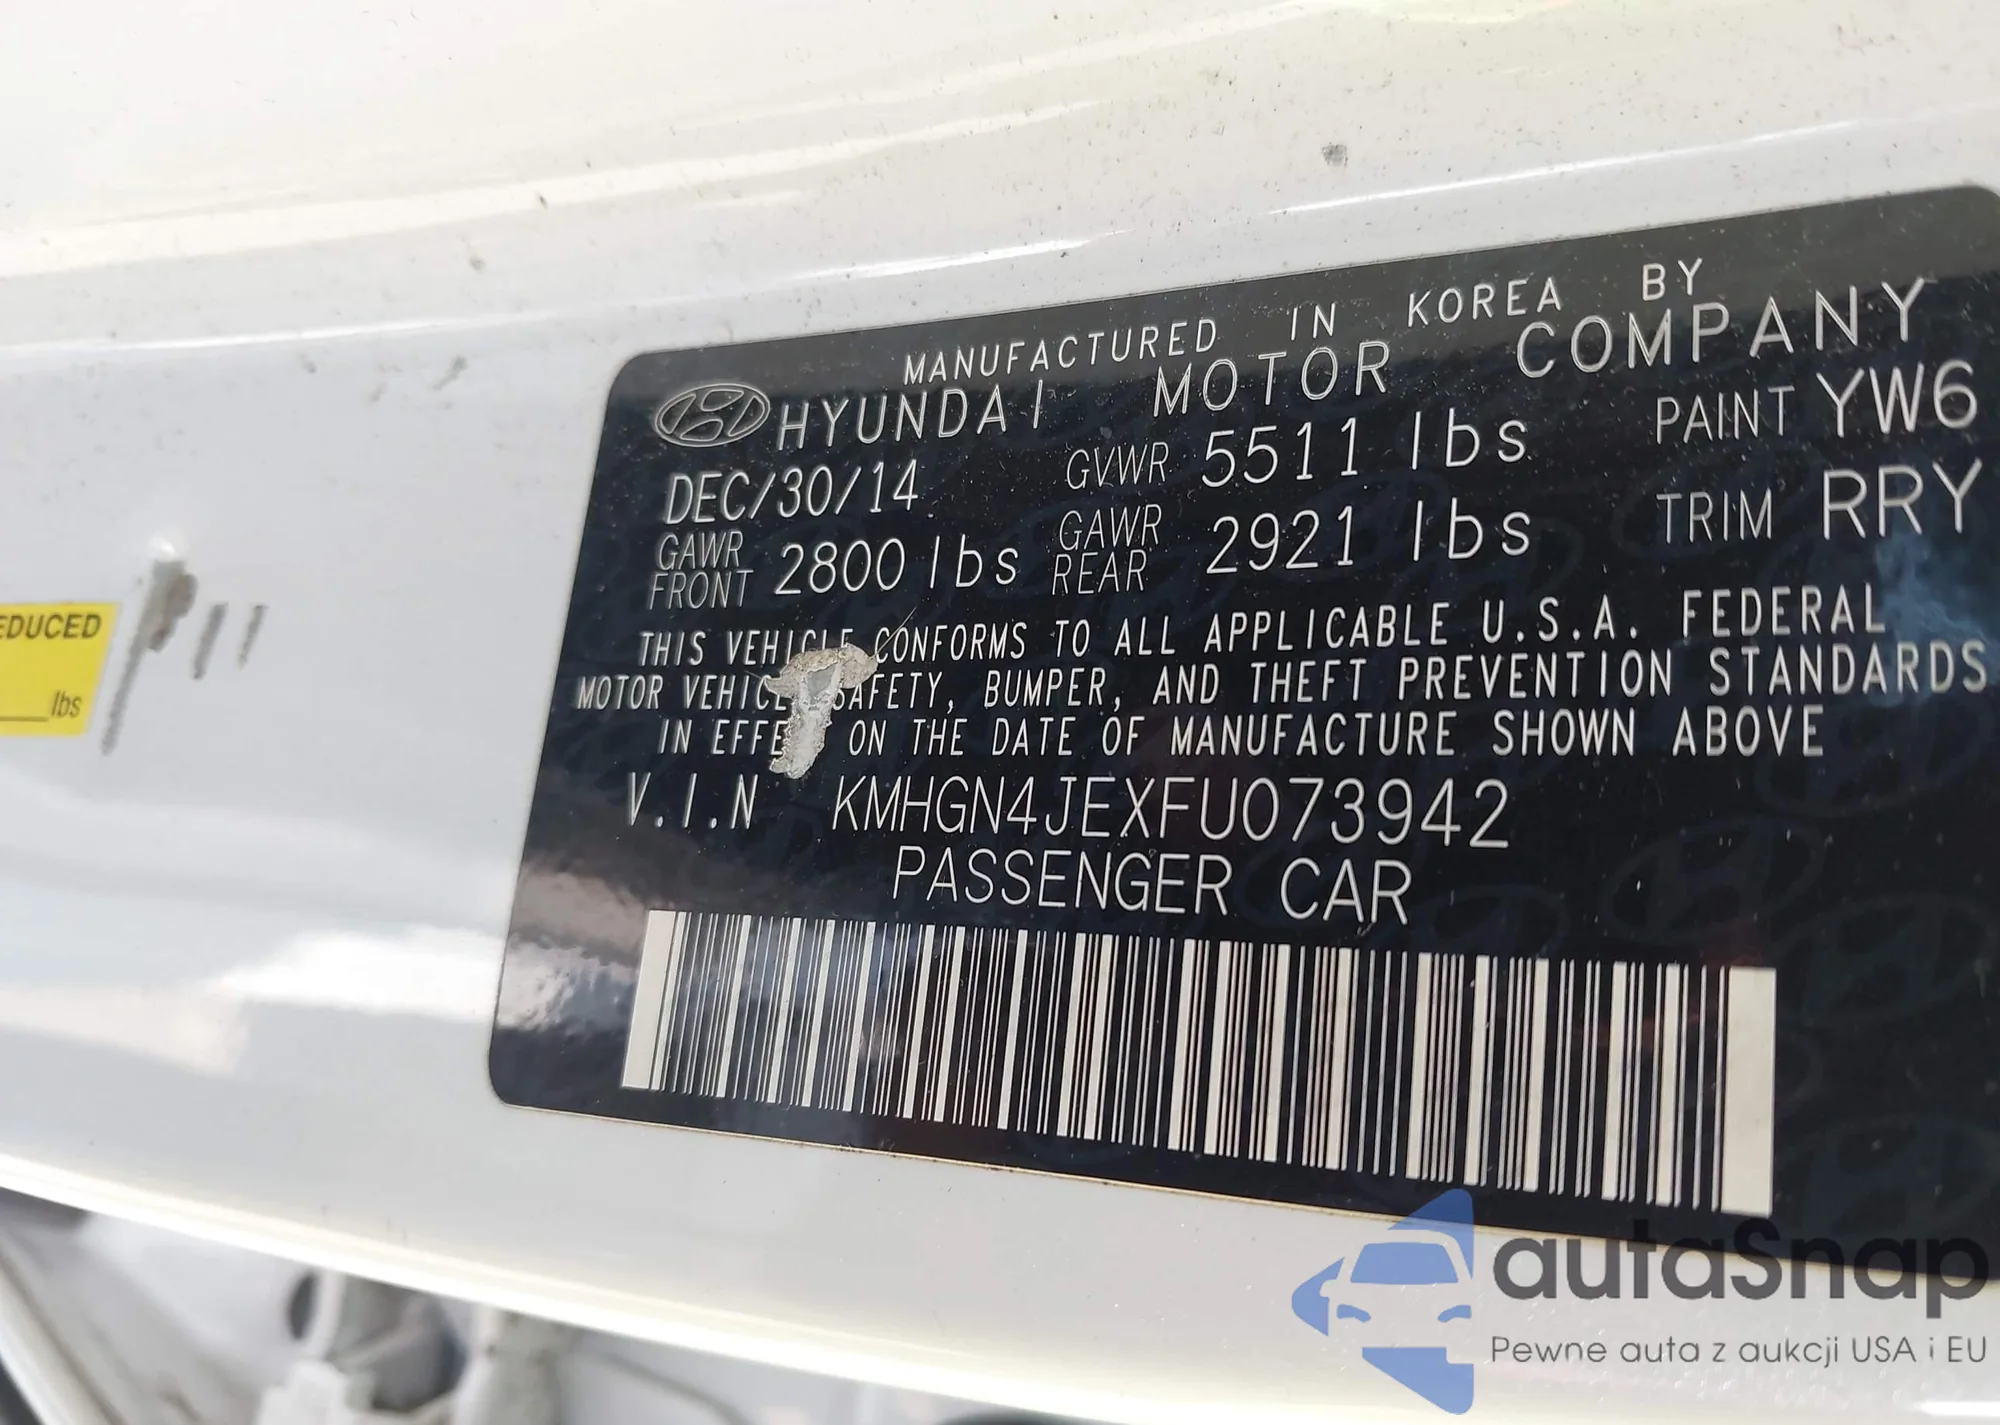 MANUFACTURED IN KOREA BY
HYUNDAI MOTOR COMPANY
DEC/30/14 GVWR 5511 lbs PAINT YW6
GAWR FRONT 2800 lbs GAWR REAR 2921 lbs TRIM RRY
THIS VEHICLE CONFORMS TO ALL APPLICABLE U.S.A. FEDERAL
MOTOR VEHICLE SAFETY, BUMPER, AND THEFT PREVENTION STANDARDS
IN EFFE ON THE DATE OF MANUFACTURE SHOWN ABOVE
V.I.N KMHGN4JEXFU073942
PASSENGER CAR
EDUCED
lbs
autaSnap
Pewne auta z aukcji USA i EU